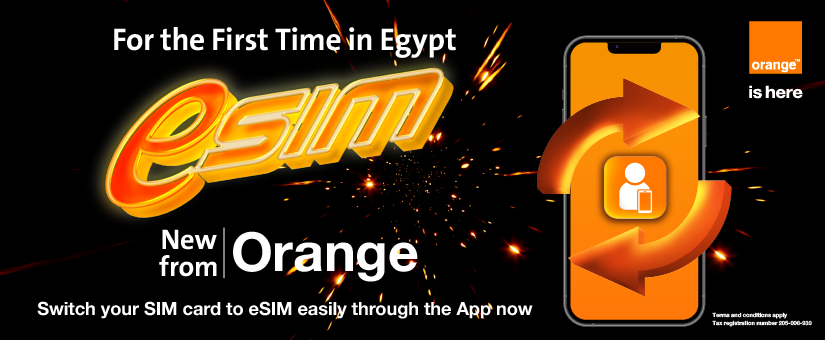 For the First Time in Egypt
eSIM
New
from
Orange
Switch your SIM card to eSIM easily through the App now
orange™
is here
Terms and conditions apply
Tax registration number 205-006-930